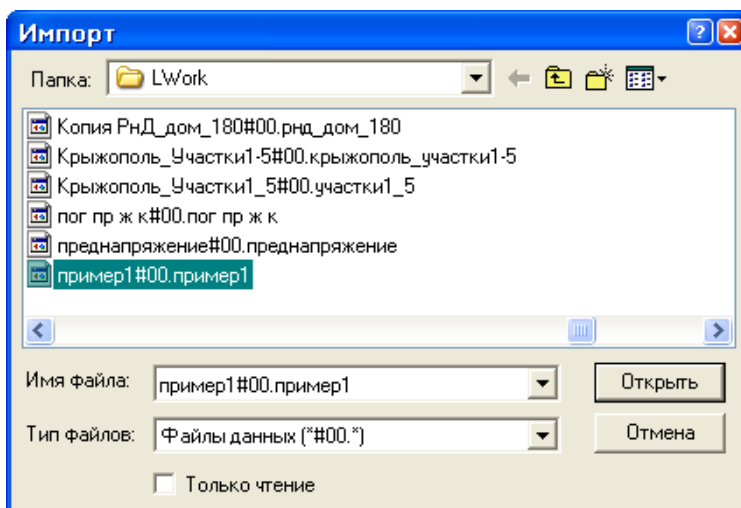 Импорт
Папка: LWork
Копия РнД_дом_180#00.рнд_дом_180
Крыжополь_Участки1-5#00.крыжополь_участки1-5
Крыжополь_Участки1_5#00.участки1_5
пог пр ж к#00.пог пр ж к
преднапряжение#00.преднапряжение
пример1#00.пример1
Имя файла: пример1#00.пример1 Открыть
Тип файлов: Файлы данных (*#00.*) Отмена
Только чтение